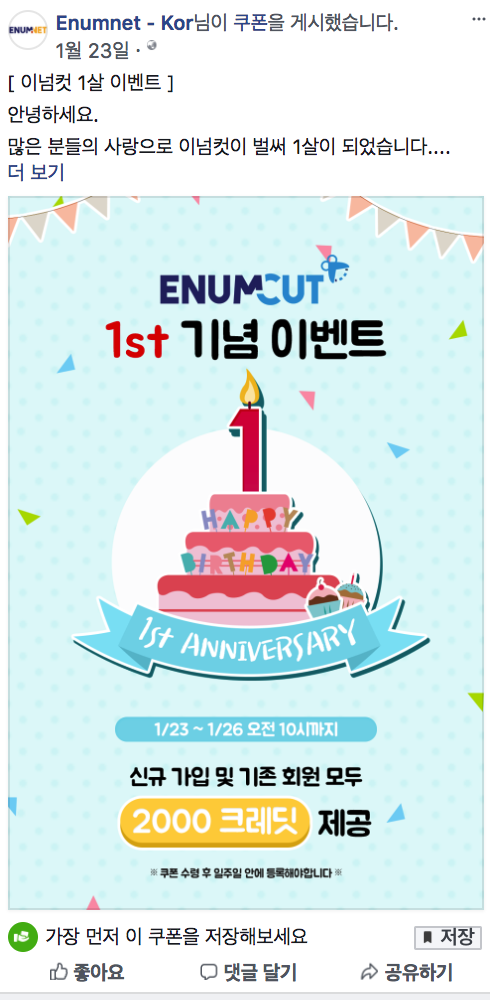 ENUMNET
Enumnet - Kor님이 쿠폰을 게시했습니다.
1월 23일 ·
[ 이넘컷 1살 이벤트 ]
안녕하세요.
많은 분들의 사랑으로 이넘컷이 벌써 1살이 되었습니다....
더 보기
ENUMCUT
1st 기념 이벤트
1
HAPPY
BIRTHDAY
1st ANNIVERSARY
1/23 ~ 1/26 오전 10시까지
신규 가입 및 기존 회원 모두
2000 크레딧 제공
※ 쿠폰 수령 후 일주일 안에 등록해야합니다 ※
가장 먼저 이 쿠폰을 저장해보세요
저장
좋아요 댓글 달기 공유하기